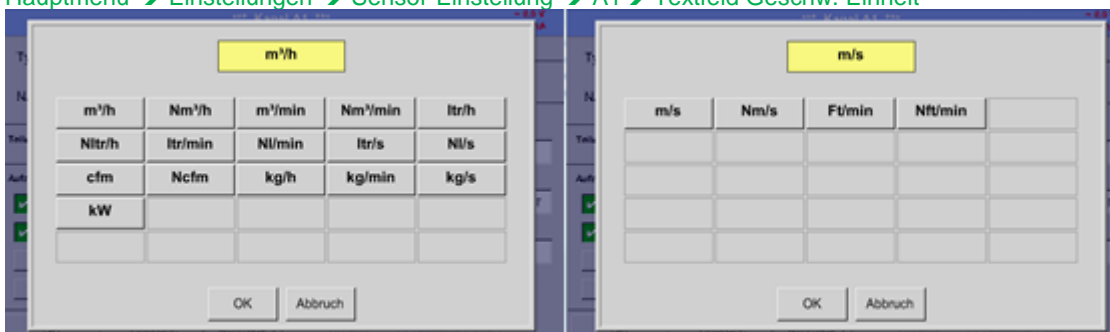 Hauptmenü → Einstellungen → Sensor-Einstellung → A1 → Textfeld Geschw. Einheit
m³/h
m³/h Nm³/h m³/min Nm³/min ltr/h
Nltr/h ltr/min Nl/min ltr/s Nl/s
cfm Ncfm kg/h kg/min kg/s
kW
OK Abbruch
m/s
m/s Nm/s Ft/min Nft/min
OK Abbruch